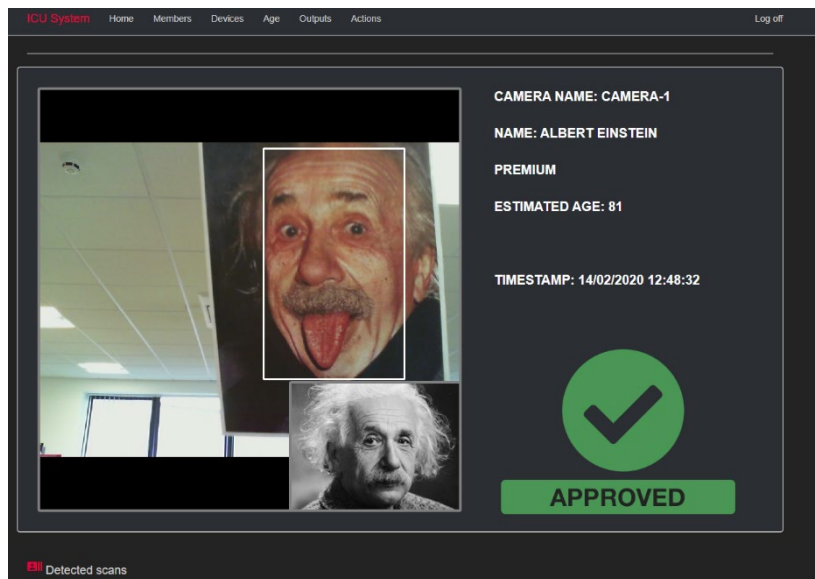 ICU System Home Members Devices Age Outputs Actions Log off
CAMERA NAME: CAMERA-1
NAME: ALBERT EINSTEIN
PREMIUM
ESTIMATED AGE: 81
TIMESTAMP: 14/02/2020 12:48:32
APPROVED
Detected scans